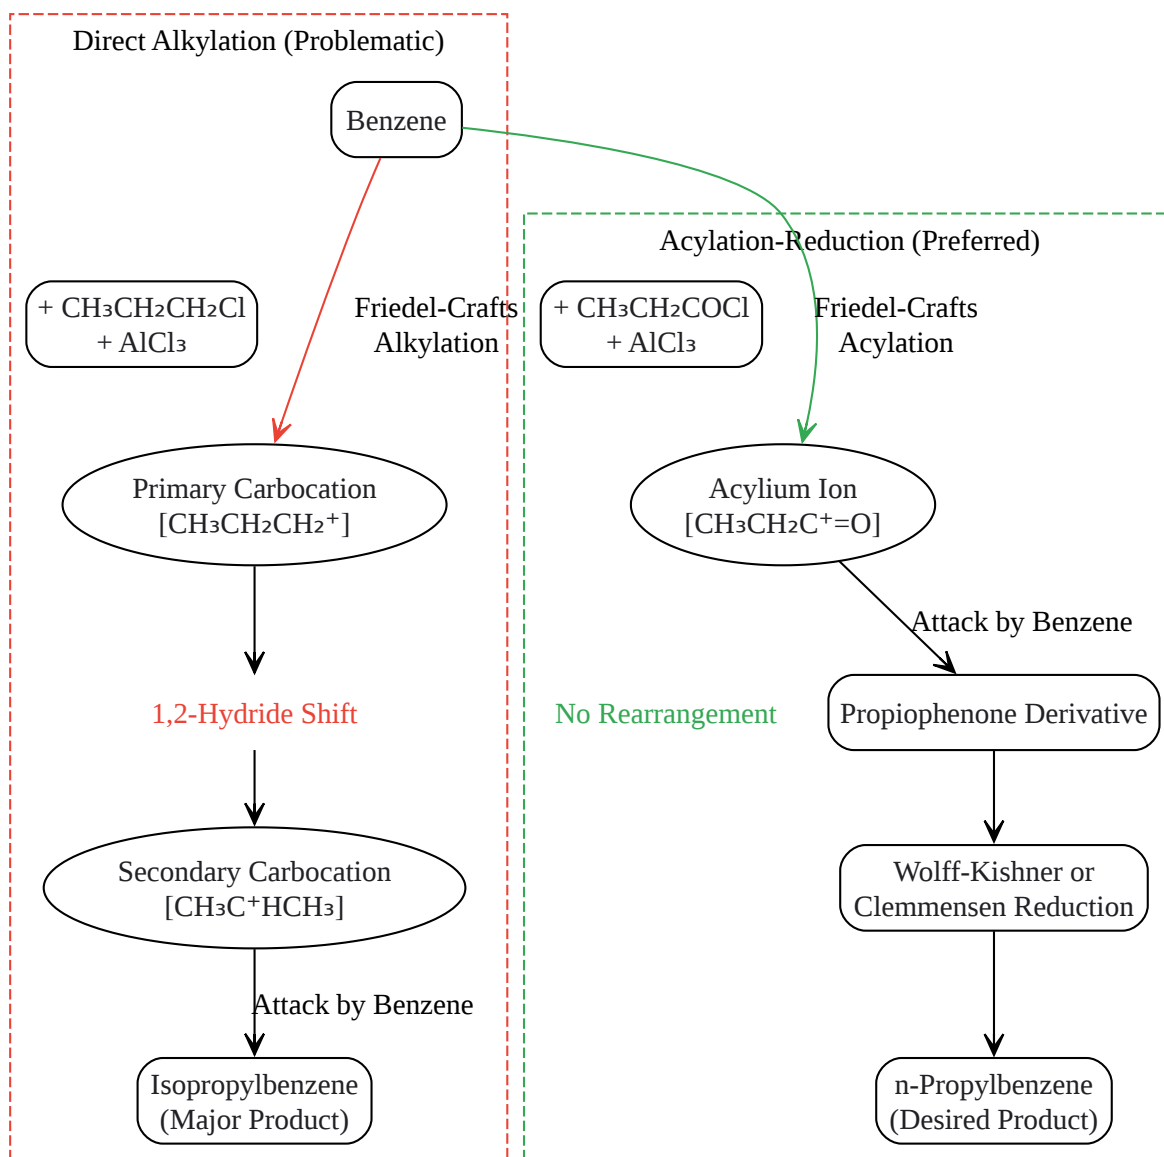 Direct Alkylation (Problematic)
Benzene
+ CH₃CH₂CH₂Cl
+ AlCl₃
Friedel-Crafts
Alkylation
Primary Carbocation
[CH₃CH₂CH₂⁺]
1,2-Hydride Shift
Secondary Carbocation
[CH₃C⁺HCH₃]
Attack by Benzene
Isopropylbenzene
(Major Product)
Acylation-Reduction (Preferred)
+ CH₃CH₂COCl
+ AlCl₃
Friedel-Crafts
Acylation
Acylium Ion
[CH₃CH₂C⁺=O]
Attack by Benzene
No Rearrangement
Propiophenone Derivative
Wolff-Kishner or
Clemmensen Reduction
n-Propylbenzene
(Desired Product)